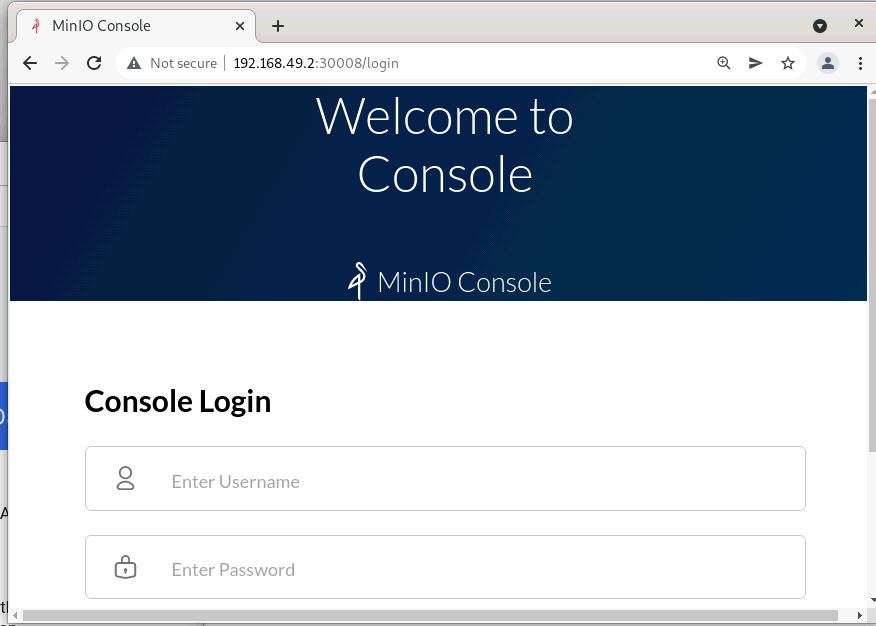 MinIO Console
Not secure
192.168.49.2:30008/login
Welcome to
Console
MinIO Console
Console Login
Enter Username
Enter Password